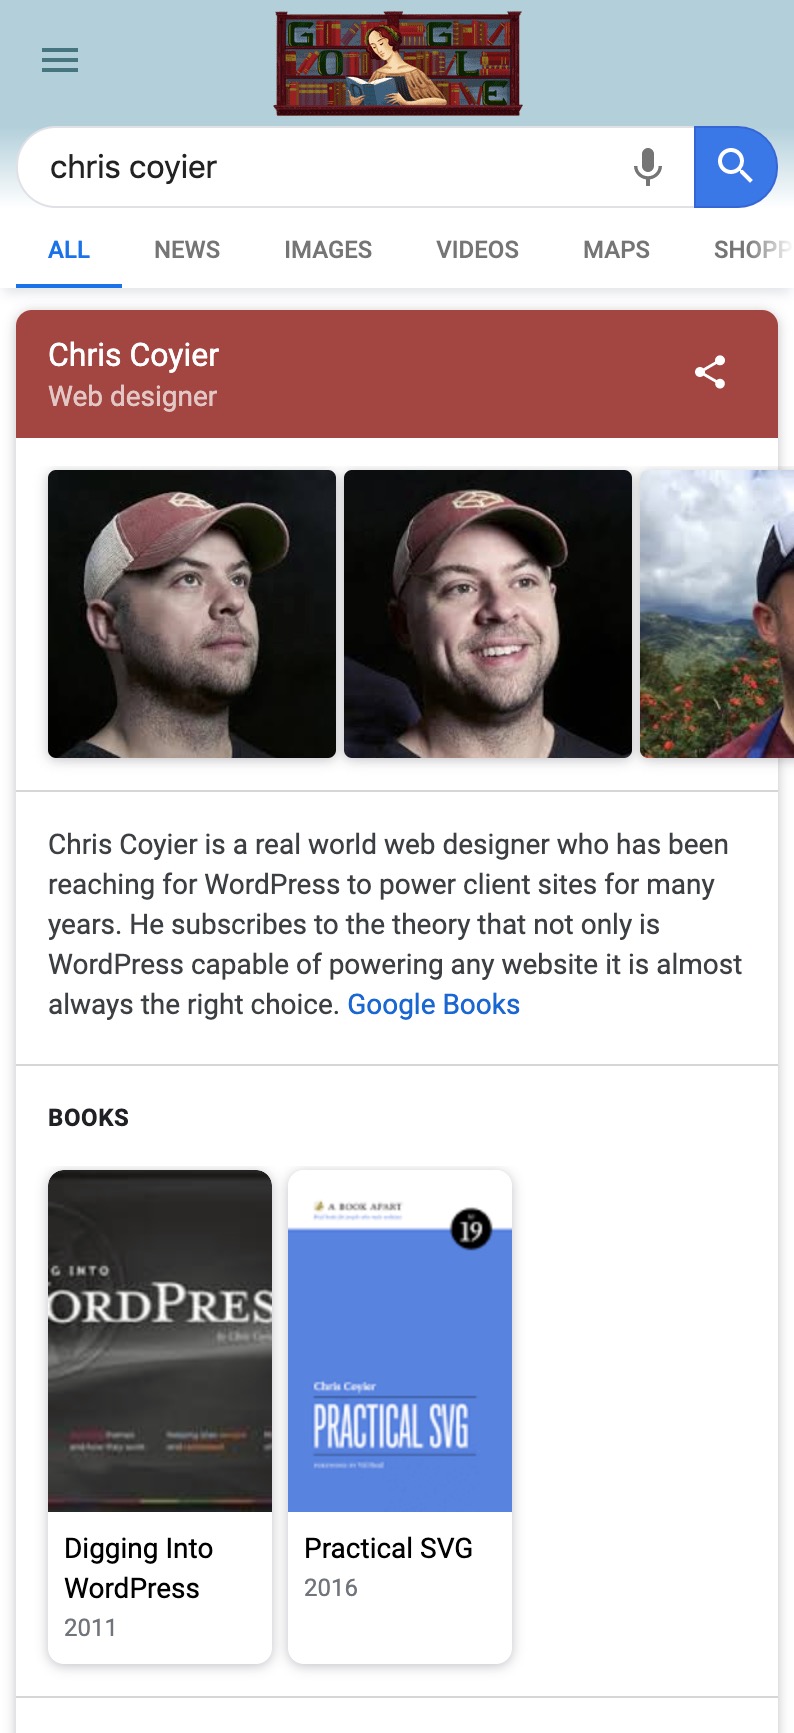 GOOGLE
chris coyier
ALL NEWS IMAGES VIDEOS MAPS SHOPP
Chris Coyier
Web designer
Chris Coyier is a real world web designer who has been
reaching for WordPress to power client sites for many
years. He subscribes to the theory that not only is
WordPress capable of powering any website it is almost
always the right choice. Google Books
BOOKS
G INTO
ORDPRES
A BOOK APART
19
Chris Coyier
PRACTICAL SVG
Digging Into
WordPress
2011
Practical SVG
2016